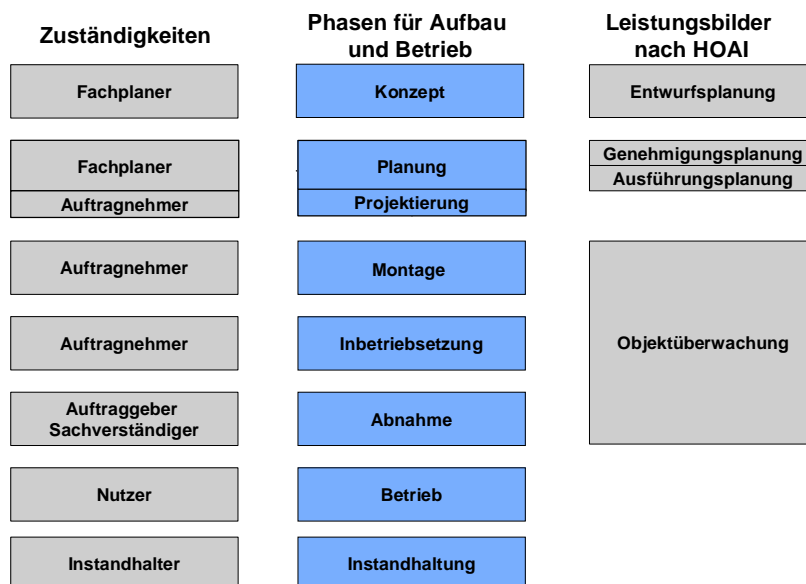 Zuständigkeiten
Phasen für Aufbau
und Betrieb
Leistungsbilder
nach HOAI
Fachplaner
Konzept
Entwurfsplanung
Fachplaner
Planung
Genehmigungsplanung
Ausführungsplanung
Auftragnehmer
Projektierung
Auftragnehmer
Montage
Auftragnehmer
Inbetriebsetzung
Objektüberwachung
Auftraggeber
Sachverständiger
Abnahme
Nutzer
Betrieb
Instandhalter
Instandhaltung